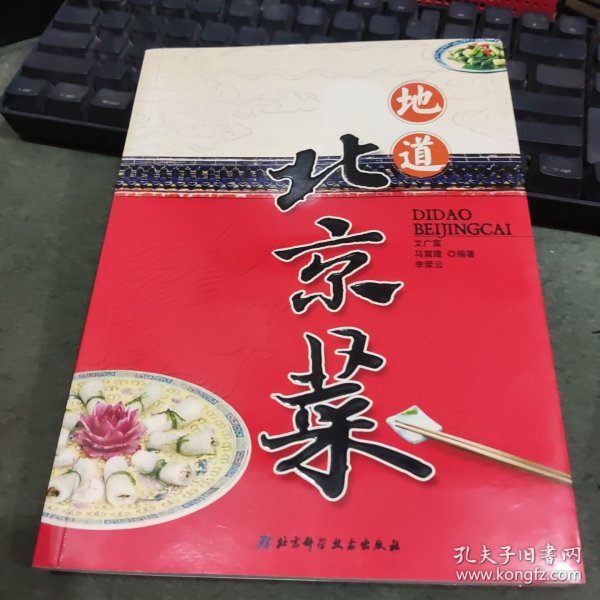 地道
北京菜
DIDAO
BEIJINGCAI
艾广富
马震建 ◎编著
李荣云
北京科学技术出版社
孔夫子旧书网
www.kongfz.com